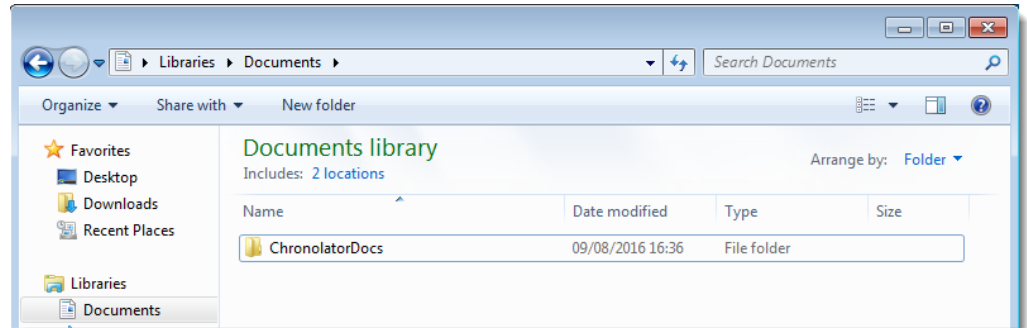 Libraries Documents Search Documents
Organize Share with New folder
Favorites
Desktop
Downloads
Recent Places
Libraries
Documents
Documents library
Includes: 2 locations
Arrange by: Folder
Name Date modified Type Size
ChronolatorDocs 09/08/2016 16:36 File folder